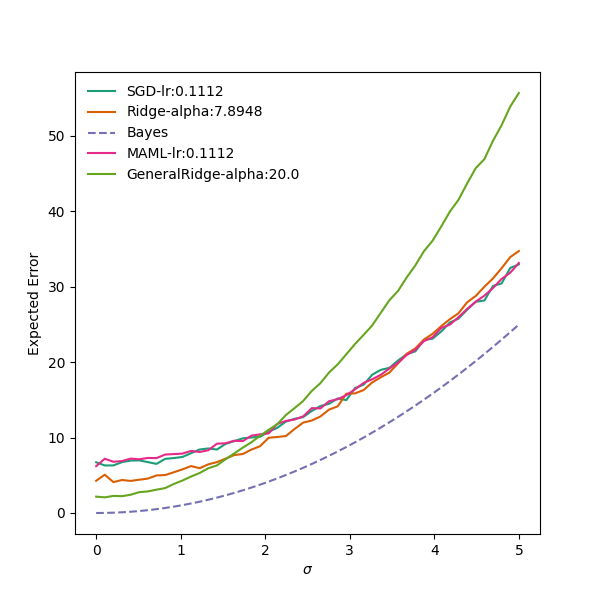 SGD-lr:0.1112
Ridge-alpha:7.8948
Bayes
MAML-lr:0.1112
GeneralRidge-alpha:20.0
Expected Error
50
40
30
20
10
0
0 1 2 3 4 5
σ